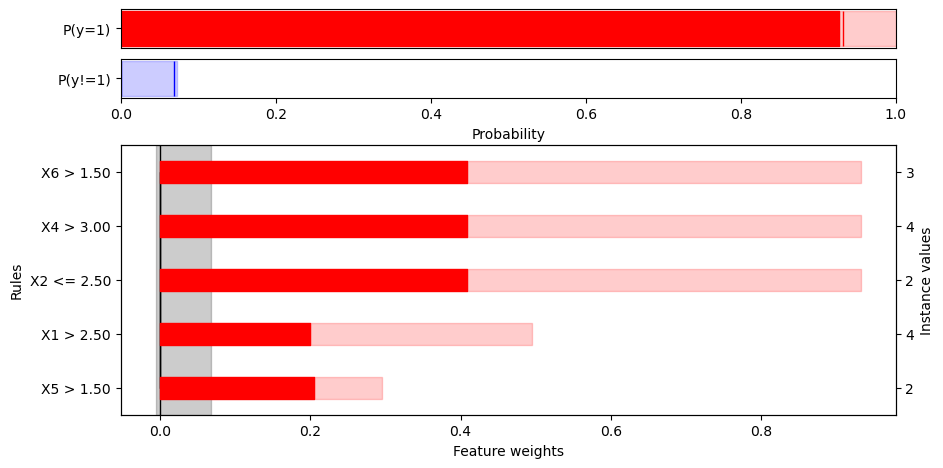 P(y=1)
P(y!=1)
0.0 0.2 0.4 0.6 0.8 1.0
Probability
X6 > 1.50 3
X4 > 3.00 4
X2 <= 2.50 2
X1 > 2.50 4
X5 > 1.50 2
Rules
Instance values
0.0 0.2 0.4 0.6 0.8
Feature weights